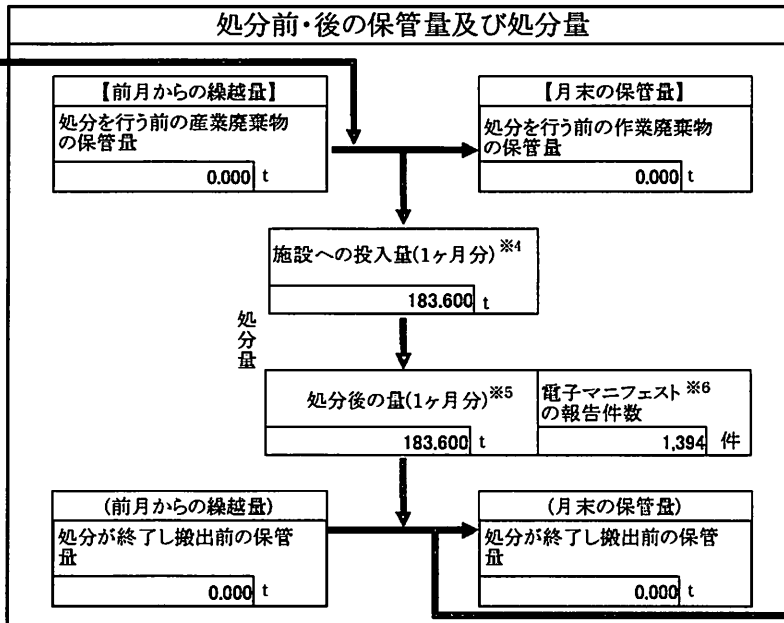 処分前・後の保管量及び処分量
【前月からの繰越量】
処分を行う前の産業廃棄物
の保管量
0.000 t
【月末の保管量】
処分を行う前の作業廃棄物
の保管量
0.000 t
施設への投入量(1ヶ月分)※4
183.600 t
処分量
処分後の量(1ヶ月分)※5
183.600 t
電子マニフェスト※6
の報告件数
1,394 件
(前月からの繰越量)
処分が終了し搬出前の保管
量
0.000 t
(月末の保管量)
処分が終了し搬出前の保管
量
0.000 t